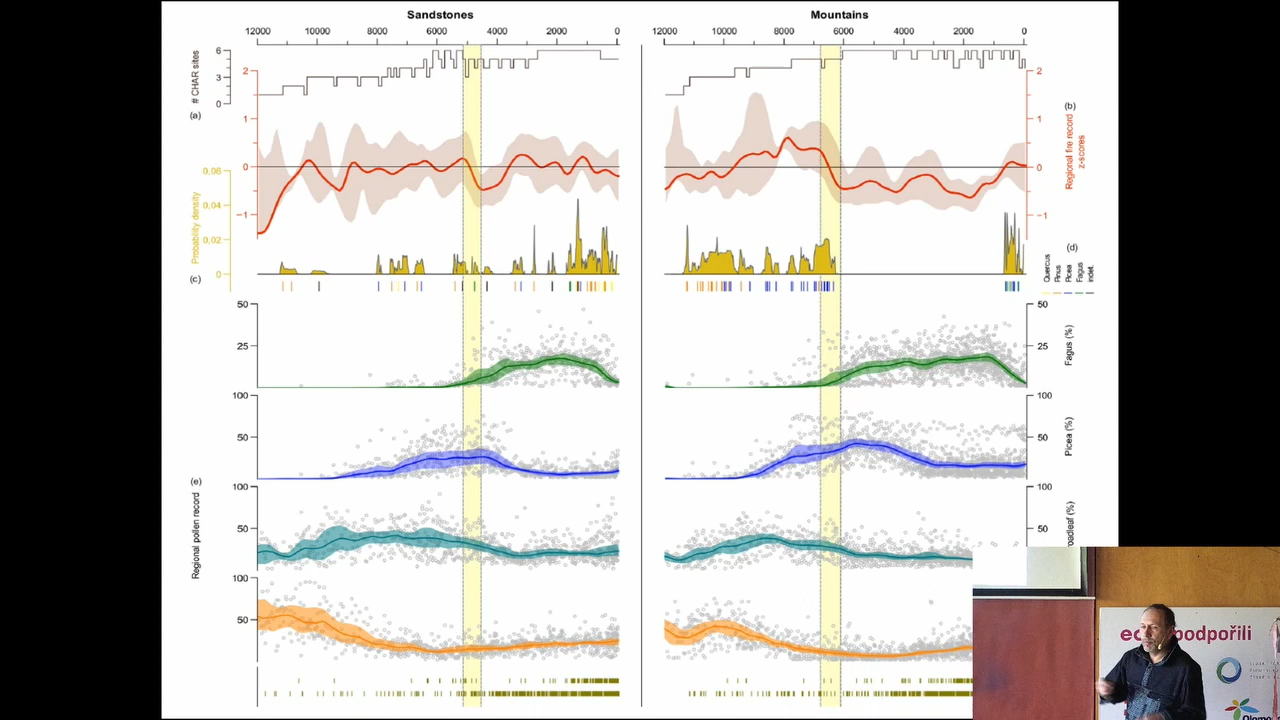 Sandstones
Mountains
12000 10000 8000 6000 4000 2000 0
12000 10000 8000 6000 4000 2000 0
# CHAR sites
6
3
0
2
1
0
−1
(a)
2
1
0
−1
(b)
Regional fire record
z-scores
Probability density
0.06
0.04
0.02
0
(c)
(d)
Quercus
Pinus
Picea
Fagus
indet.
50
25
50
25
Fagus (%)
100
50
100
50
Picea (%)
(e)
Regional pollen record
100
50
100
50
roadleaf (%)
100
50
podpořili
Olomo